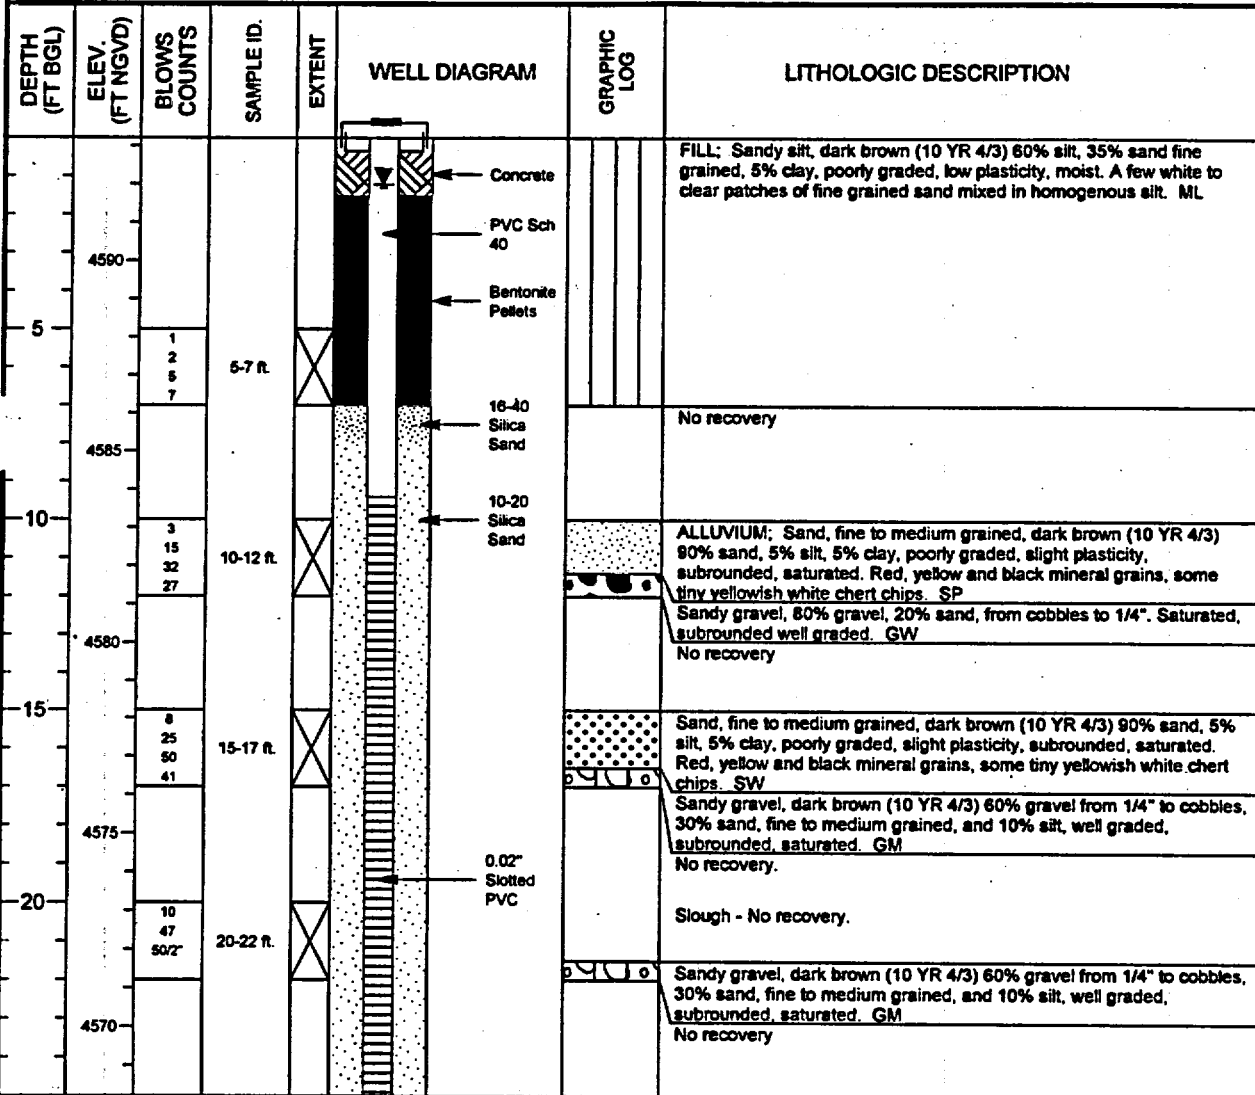 DEPTH
(FT BGL)
ELEV.
(FT NGVD)
BLOWS
COUNTS
SAMPLE ID.
EXTENT
WELL DIAGRAM
GRAPHIC
LOG
LITHOLOGIC DESCRIPTION
FILL; Sandy silt, dark brown (10 YR 4/3) 60% silt, 35% sand fine
grained, 5% clay, poorly graded, low plasticity, moist. A few white to
clear patches of fine grained sand mixed in homogenous silt. ML
Concrete
PVC Sch
40
4590
Bentonite
Pellets
5
1
2
5
7
5-7 ft.
16-40
Silica
Sand
No recovery
4585
10-20
Silica
Sand
10
3
15
32
27
10-12 ft.
ALLUVIUM; Sand, fine to medium grained, dark brown (10 YR 4/3)
90% sand, 5% silt, 5% clay, poorly graded, slight plasticity,
subrounded, saturated. Red, yellow and black mineral grains, some
tiny yellowish white chert chips. SP
Sandy gravel, 80% gravel, 20% sand, from cobbles to 1/4". Saturated,
subrounded well graded. GW
No recovery
4580
15
8
25
50
41
15-17 ft.
Sand, fine to medium grained, dark brown (10 YR 4/3) 90% sand, 5%
silt, 5% clay, poorly graded, slight plasticity, subrounded, saturated.
Red, yellow and black mineral grains, some tiny yellowish white chert
chips. SW
Sandy gravel, dark brown (10 YR 4/3) 60% gravel from 1/4" to cobbles,
30% sand, fine to medium grained, and 10% silt, well graded,
subrounded, saturated. GM
No recovery.
4575
0.02"
Slotted
PVC
20
10
47
50/2"
20-22 ft.
Slough - No recovery.
Sandy gravel, dark brown (10 YR 4/3) 60% gravel from 1/4" to cobbles,
30% sand, fine to medium grained, and 10% silt, well graded,
subrounded, saturated. GM
No recovery
4570